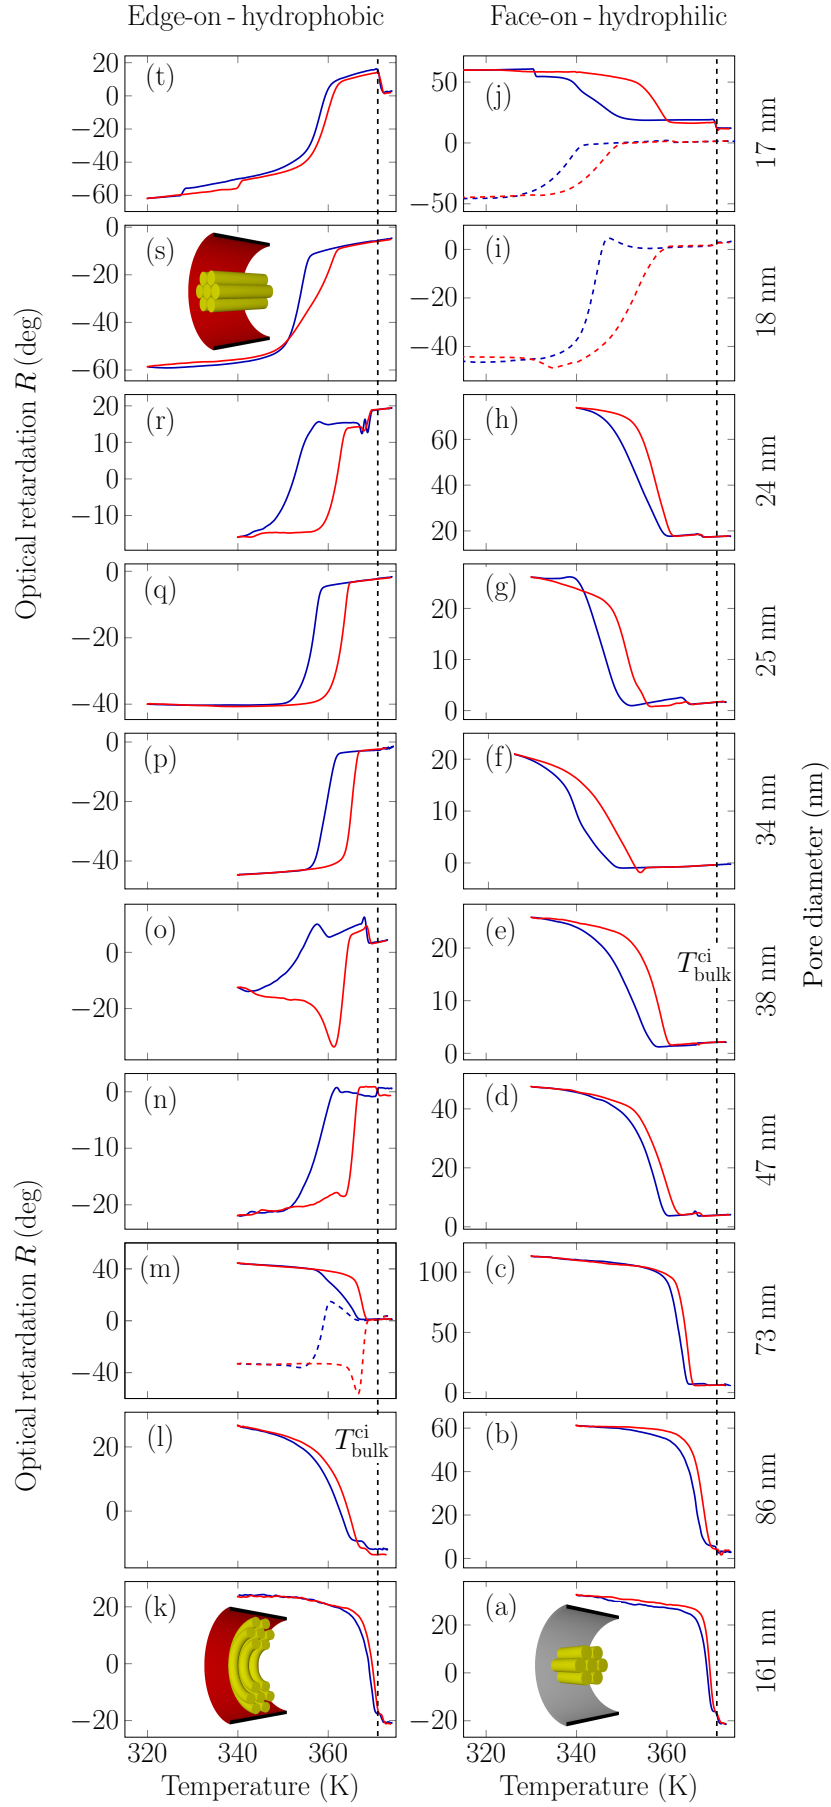 Edge-on - hydrophobic
Face-on - hydrophilic
20
0
−20
−40
−60
(t)
50
0
−50
(j)
17 nm
0
−20
−40
−60
(s)
0
−20
−40
(i)
18 nm
20
10
0
−10
(r)
60
40
20
(h)
24 nm
0
−20
−40
(q)
20
10
0
(g)
25 nm
0
−20
−40
(p)
20
10
0
(f)
34 nm
0
−20
(o)
20
10
0
(e)
T^ci_bulk
38 nm
0
−10
−20
(n)
40
20
0
(d)
47 nm
40
0
−40
(m)
100
50
0
(c)
73 nm
20
0
(l)
T^ci_bulk
60
40
20
0
(b)
86 nm
20
0
−20
(k)
20
0
−20
(a)
161 nm
320
340
360
320
340
360
Temperature (K)
Temperature (K)
Optical retardation R (deg)
Optical retardation R (deg)
Pore diameter (nm)